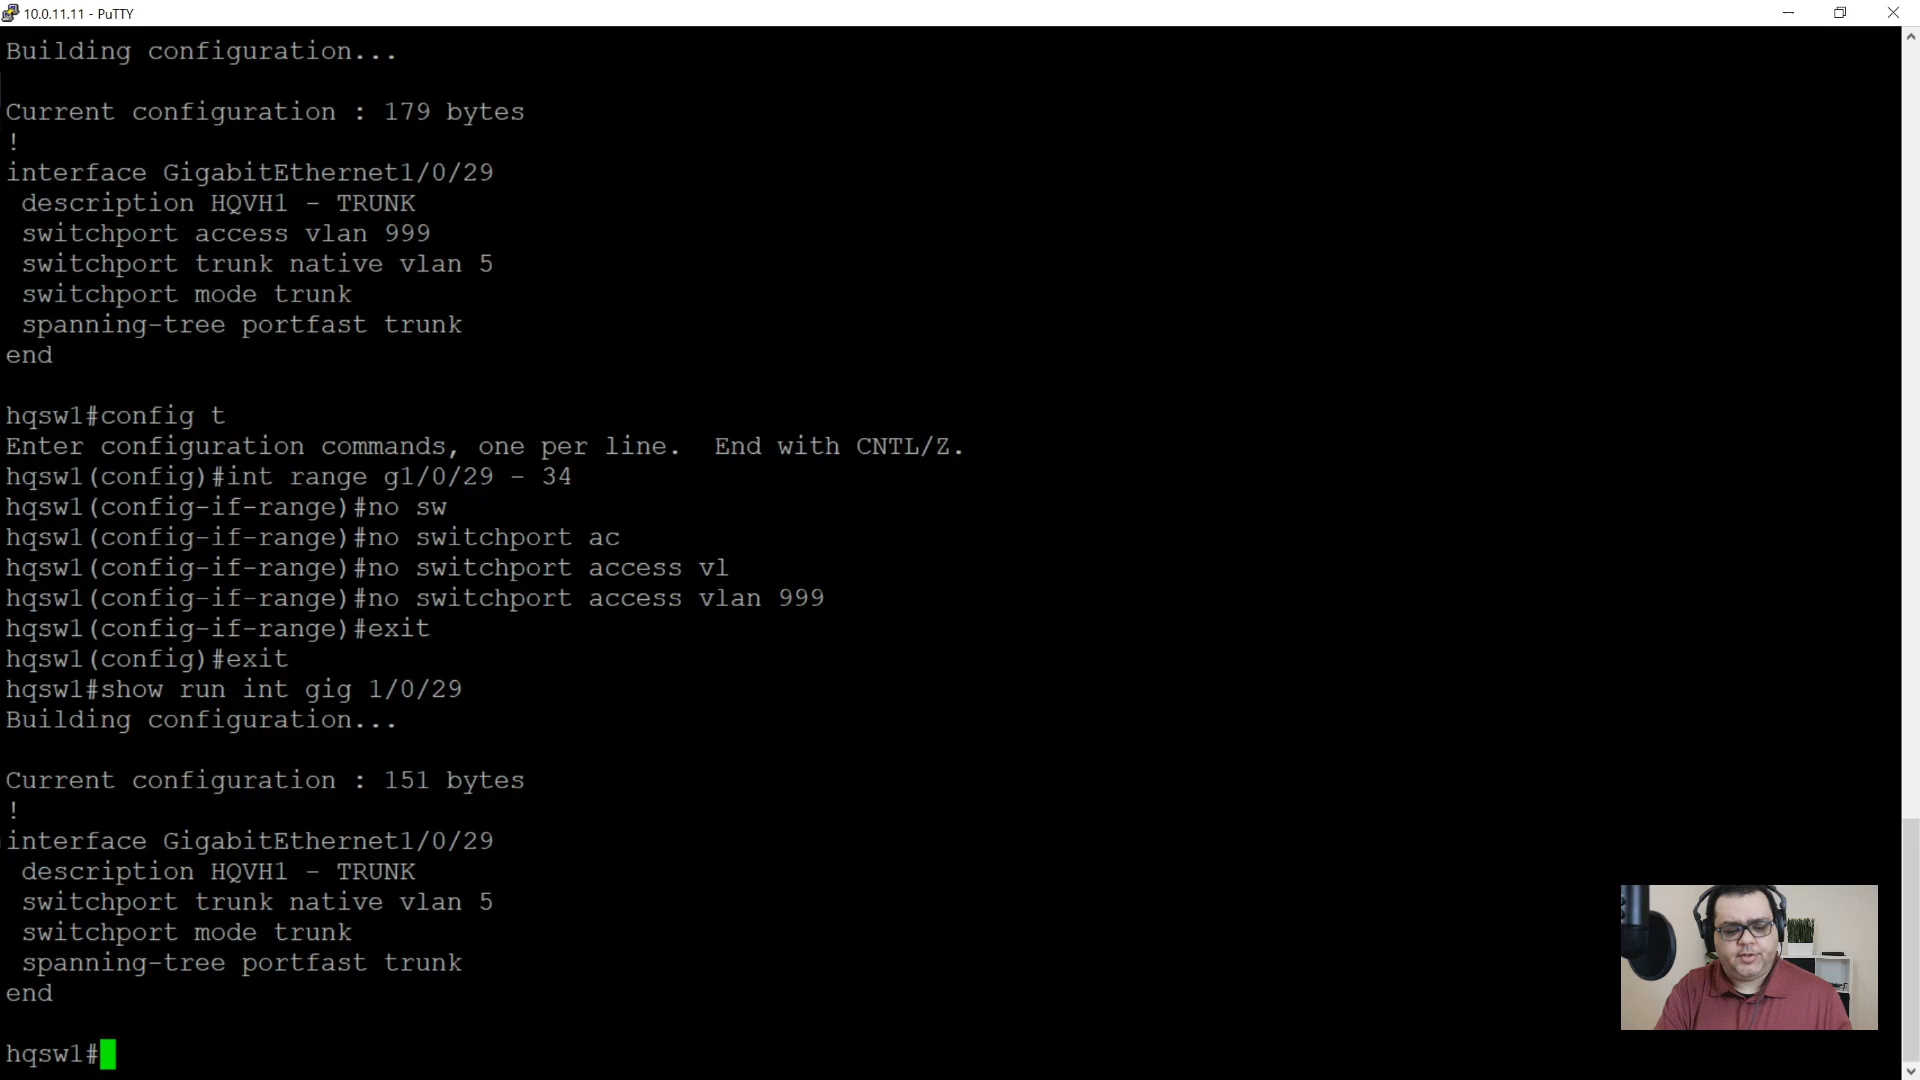 10.0.11.11 - PuTTY
Building configuration...
Current configuration : 179 bytes
!
interface GigabitEthernet1/0/29
description HQVH1 - TRUNK
switchport access vlan 999
switchport trunk native vlan 5
switchport mode trunk
spanning-tree portfast trunk
end
hqsw1#config t
Enter configuration commands, one per line.  End with CNTL/Z.
hqsw1(config)#int range g1/0/29 - 34
hqsw1(config-if-range)#no sw
hqsw1(config-if-range)#no switchport ac
hqsw1(config-if-range)#no switchport access vl
hqsw1(config-if-range)#no switchport access vlan 999
hqsw1(config-if-range)#exit
hqsw1(config)#exit
hqsw1#show run int gig 1/0/29
Building configuration...
Current configuration : 151 bytes
!
interface GigabitEthernet1/0/29
description HQVH1 - TRUNK
switchport trunk native vlan 5
switchport mode trunk
spanning-tree portfast trunk
end
hqsw1#